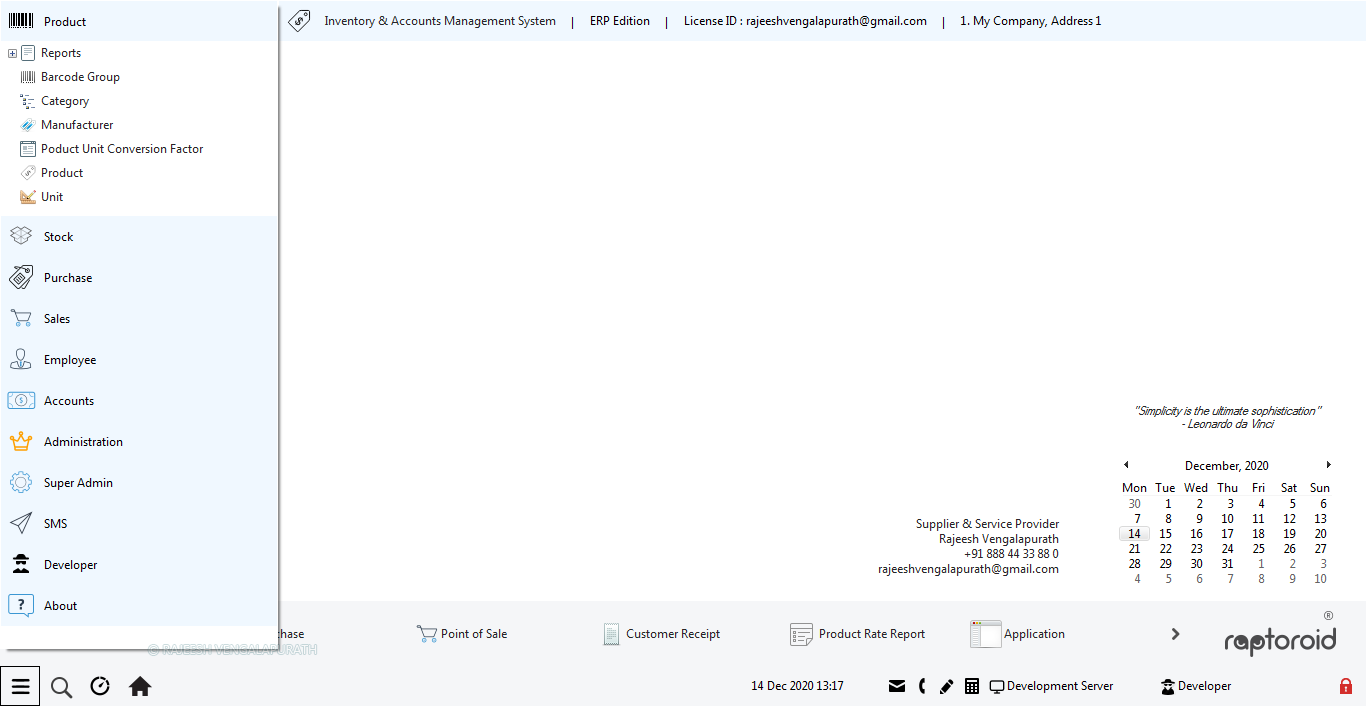 Product
Inventory & Accounts Management System | ERP Edition | License ID : rajeeshvengalapurath@gmail.com | 1. My Company, Address 1
Reports
Barcode Group
Category
Manufacturer
Poduct Unit Conversion Factor
Product
Unit
Stock
Purchase
Sales
Employee
Accounts
Administration
Super Admin
SMS
Developer
? About
"Simplicity is the ultimate sophistication"
- Leonardo da Vinci
December, 2020
Mon Tue Wed Thu Fri Sat Sun
30 1 2 3 4 5 6
7 8 9 10 11 12 13
14 15 16 17 18 19 20
21 22 23 24 25 26 27
28 29 30 31 1 2 3
4 5 6 7 8 9 10
Supplier & Service Provider
Rajeesh Vengalapurath
+91 888 44 33 88 0
rajeeshvengalapurath@gmail.com
chase
Point of Sale
Customer Receipt
Product Rate Report
Application
raptoroid®
© RAJEESH VENGALAPURATH
14 Dec 2020 13:17
Development Server
Developer